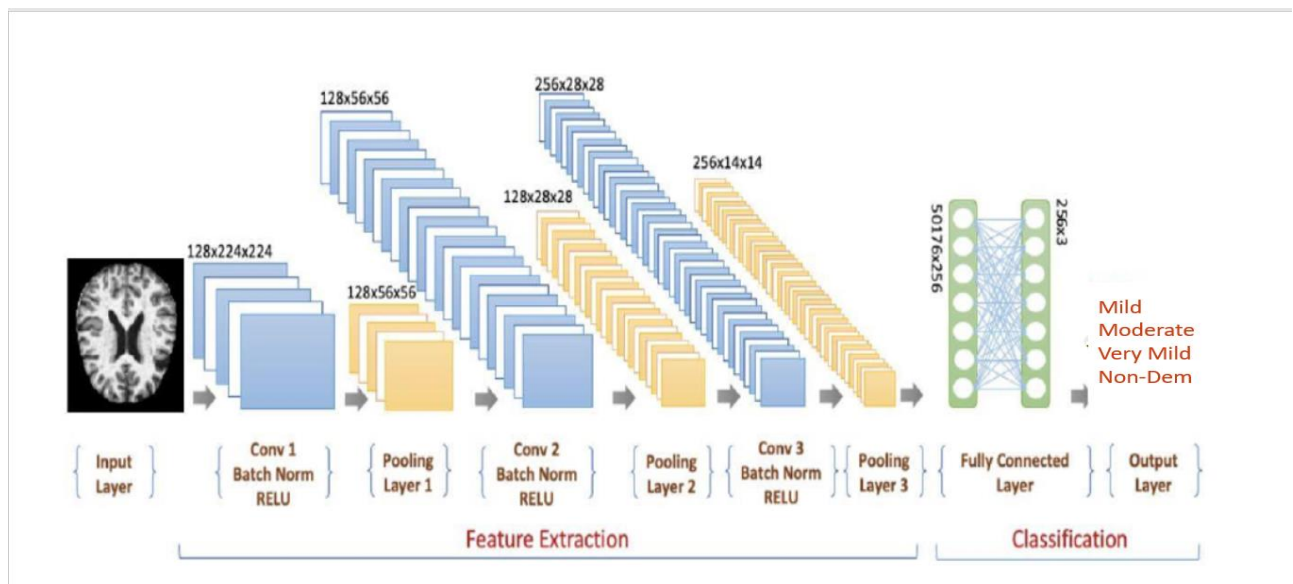 128x56x56
256x28x28
256x14x14
128x28x28
128x224x224
128x56x56
50176x256
256x3
Mild
Moderate
Very Mild
Non-Dem
Input
Layer
Conv 1
Batch Norm
RELU
Pooling
Layer 1
Conv 2
Batch Norm
RELU
Pooling
Layer 2
Conv 3
Batch Norm
RELU
Pooling
Layer 3
Fully Connected
Layer
Output
Layer
Feature Extraction
Classification